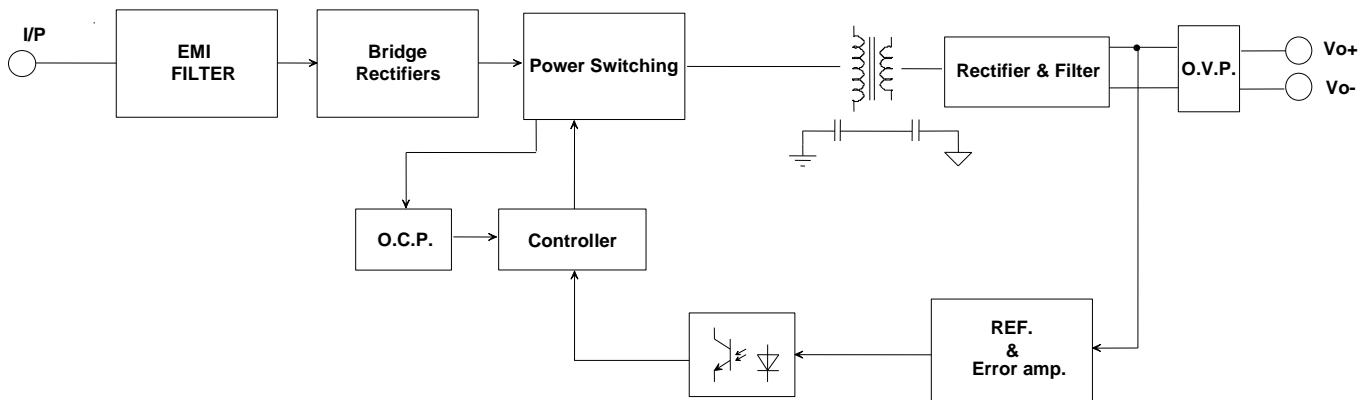 I/P
EMI
FILTER
Bridge
Rectifiers
Power Switching
Rectifier & Filter
O.V.P.
Vo+
Vo-
O.C.P.
Controller
REF.
&
Error amp.